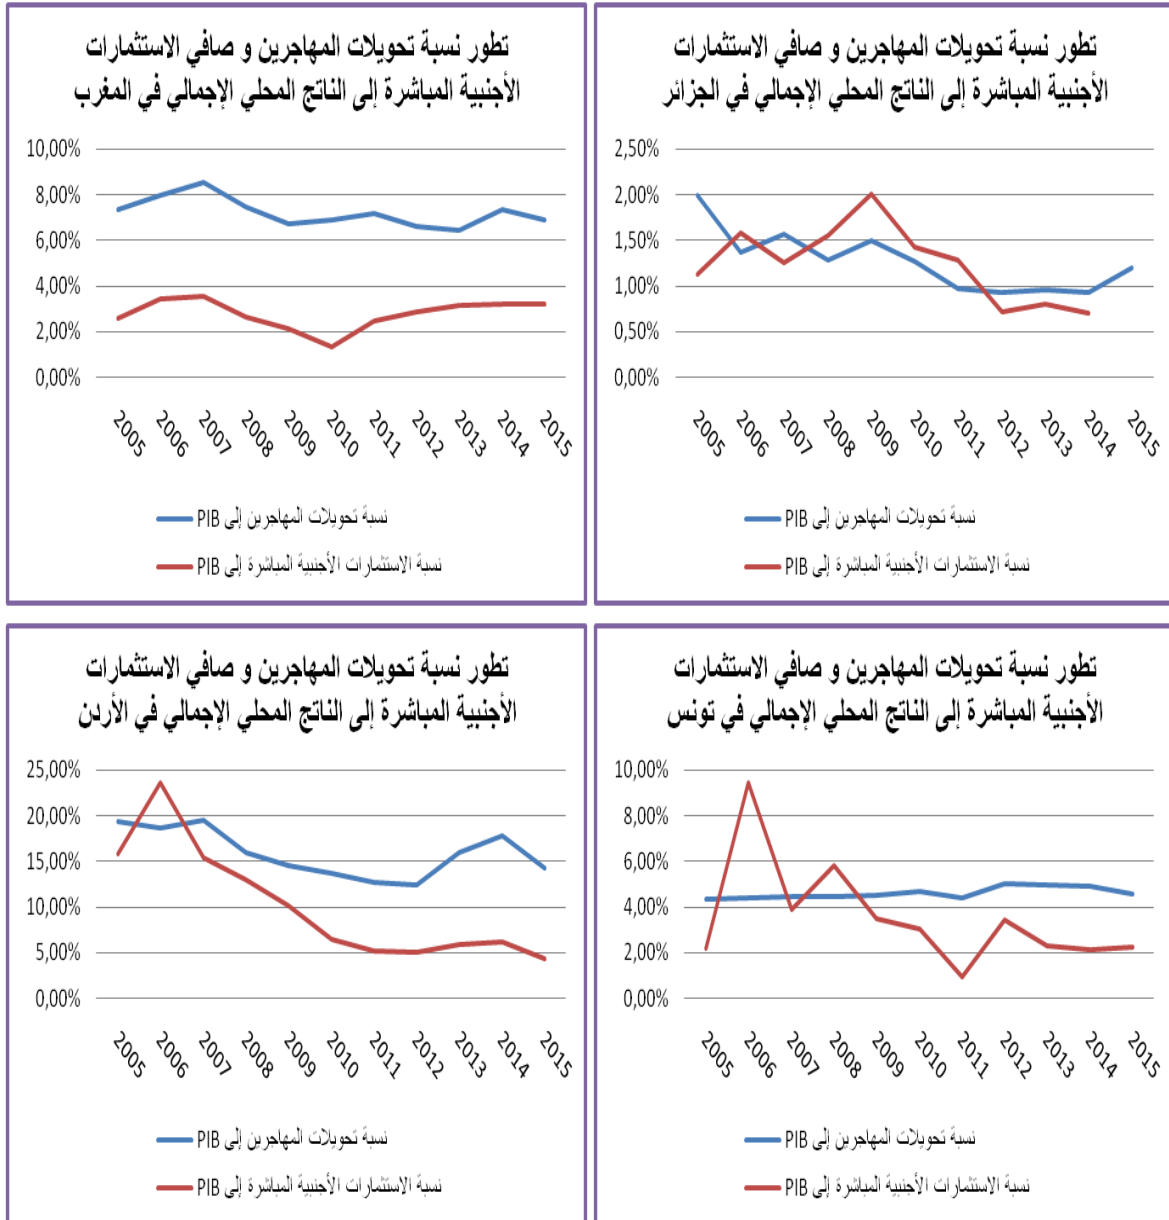 تطور نسبة تحويلات المهاجرين و صافي الاستثمارات
الأجنبية المباشرة إلى الناتج المحلي الإجمالي في الجزائر
2,50%
2,00%
1,50%
1,00%
0,50%
0,00%
2005 2006 2007 2008 2009 2010 2011 2012 2013 2014 2015
نسبة تحويلات المهاجرين إلى PIB
نسبة الاستثمارات الأجنبية المباشرة إلى PIB
تطور نسبة تحويلات المهاجرين و صافي الاستثمارات
الأجنبية المباشرة إلى الناتج المحلي الإجمالي في المغرب
10,00%
8,00%
6,00%
4,00%
2,00%
0,00%
2005 2006 2007 2008 2009 2010 2011 2012 2013 2014 2015
نسبة تحويلات المهاجرين إلى PIB
نسبة الاستثمارات الأجنبية المباشرة إلى PIB
تطور نسبة تحويلات المهاجرين و صافي الاستثمارات
الأجنبية المباشرة إلى الناتج المحلي الإجمالي في تونس
10,00%
8,00%
6,00%
4,00%
2,00%
0,00%
2005 2006 2007 2008 2009 2010 2011 2012 2013 2014 2015
نسبة تحويلات المهاجرين إلى PIB
نسبة الاستثمارات الأجنبية المباشرة إلى PIB
تطور نسبة تحويلات المهاجرين و صافي الاستثمارات
الأجنبية المباشرة إلى الناتج المحلي الإجمالي في الأردن
25,00%
20,00%
15,00%
10,00%
5,00%
0,00%
2005 2006 2007 2008 2009 2010 2011 2012 2013 2014 2015
نسبة تحويلات المهاجرين إلى PIB
نسبة الاستثمارات الأجنبية المباشرة إلى PIB